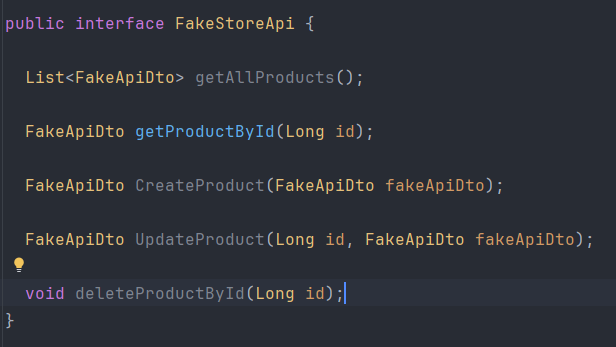 public interface FakeStoreApi {
List<FakeApiDto> getAllProducts();
FakeApiDto getProductById(Long id);
FakeApiDto CreateProduct(FakeApiDto fakeApiDto);
FakeApiDto UpdateProduct(Long id, FakeApiDto fakeApiDto);
void deleteProductById(Long id);
}